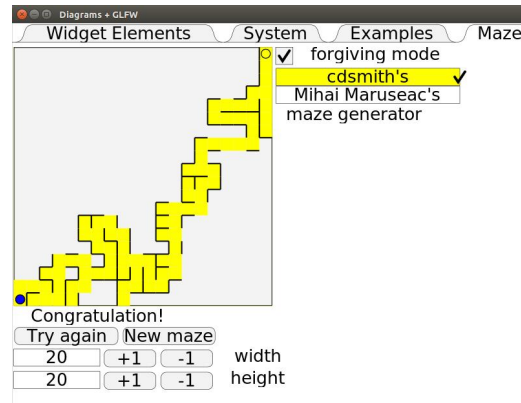 Diagrams + GLFW
Widget Elements System Examples Maze
forgiving mode
cdsmith's
Mihai Maruseac's
maze generator
Congratulation!
Try again New maze
20 +1 -1 width
20 +1 -1 height